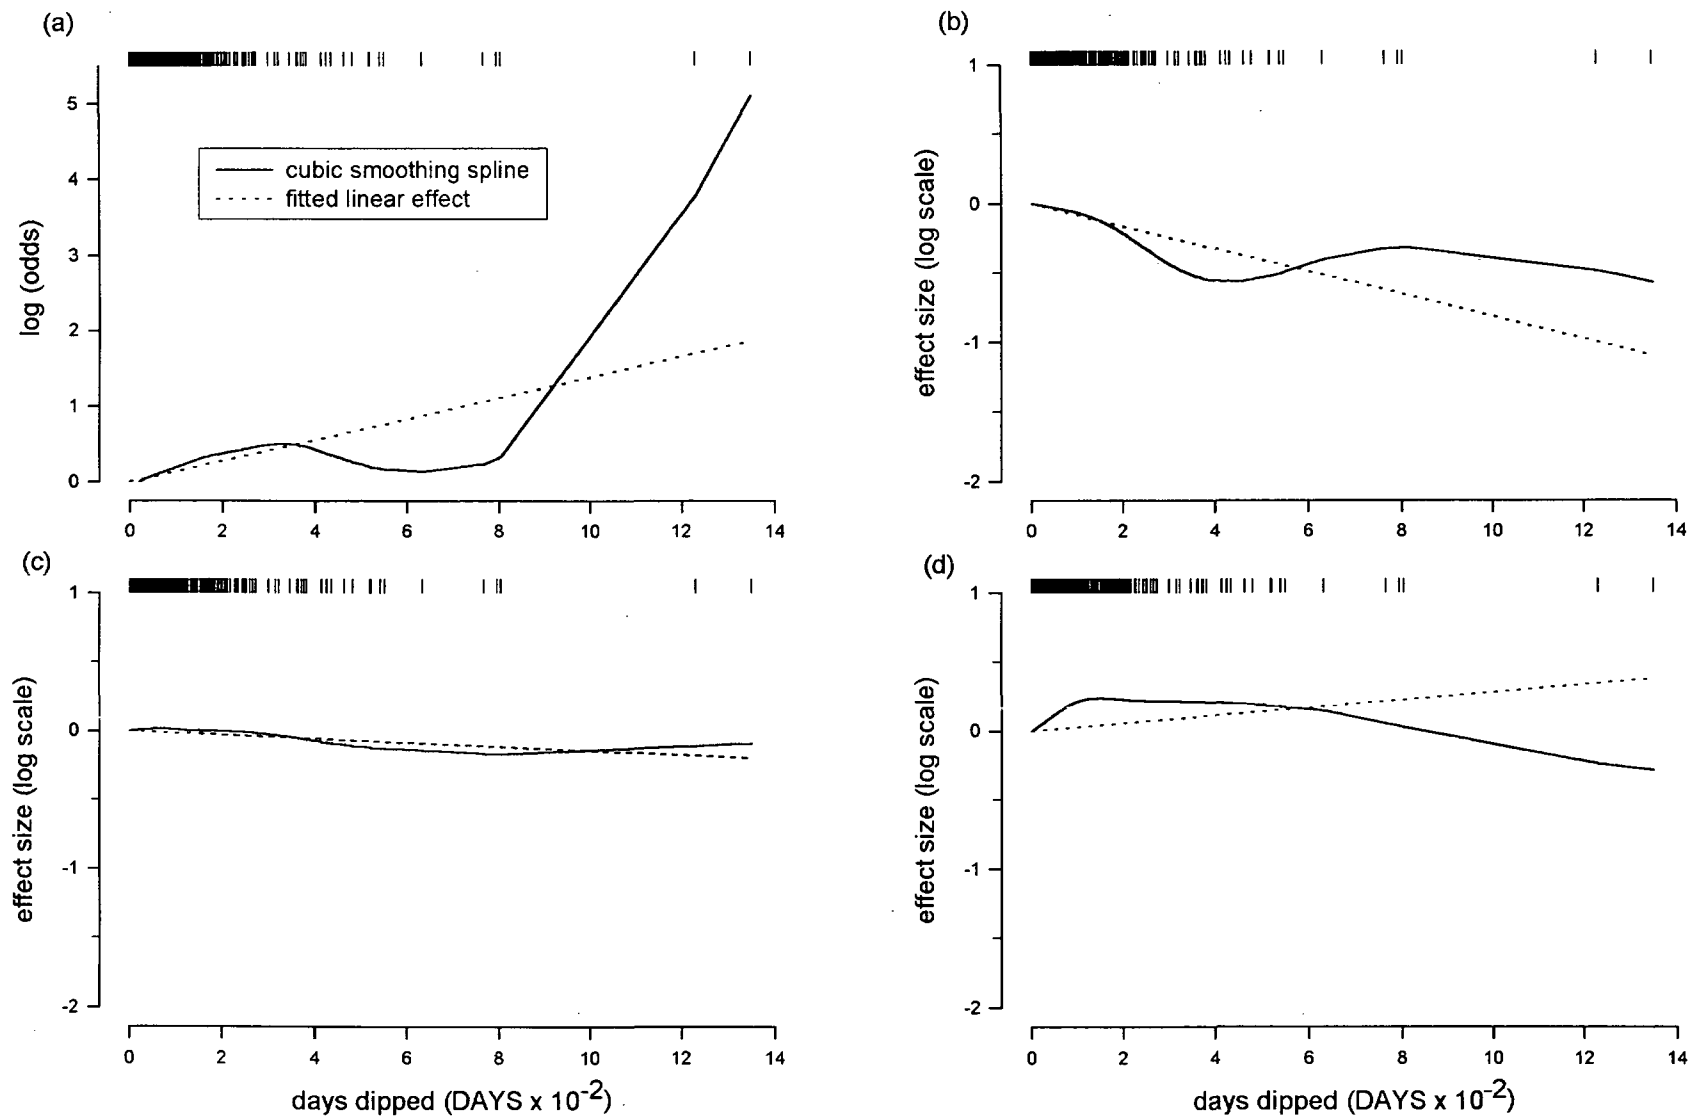 (a)
(b)
cubic smoothing spline
fitted linear effect
log (odds)
5
4
3
2
1
0
0 2 4 6 8 10 12 14
effect size (log scale)
1
0
-1
-2
0 2 4 6 8 10 12 14
(c)
(d)
effect size (log scale)
1
0
-1
-2
0 2 4 6 8 10 12 14
days dipped (DAYS x 10⁻²)
effect size (log scale)
1
0
-1
-2
0 2 4 6 8 10 12 14
days dipped (DAYS x 10⁻²)